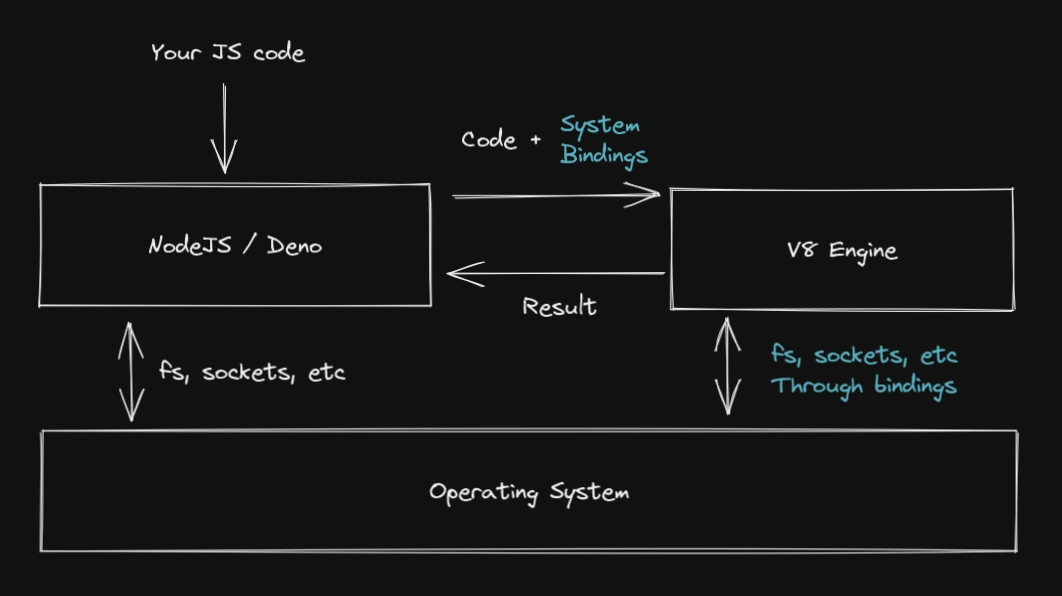 Your JS code
Code + System
Bindings
NodeJS / Deno
V8 Engine
Result
fs, sockets, etc
fs, sockets, etc
Through bindings
Operating System